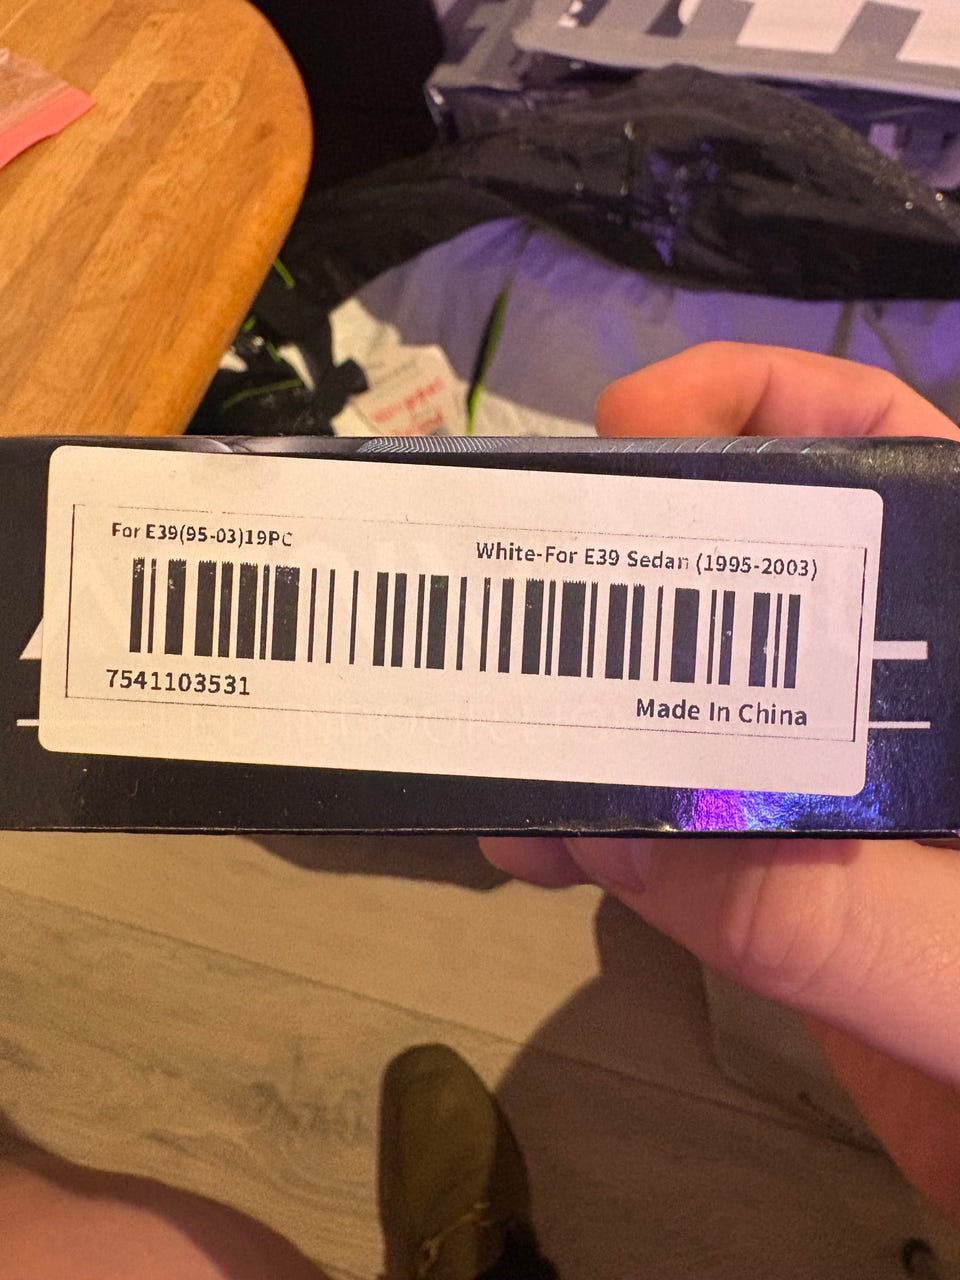 For E39(95-03)19PC
White-For E39 Sedan (1995-2003)
7541103531
Made In China